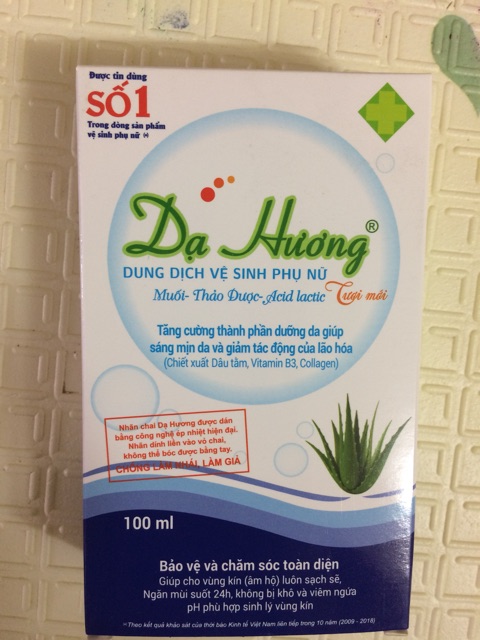 Được tin dùng
SỐ 1
Trong dòng sản phẩm
vệ sinh phụ nữ (*)
Dạ Hương®
DUNG DỊCH VỆ SINH PHỤ NỮ
Muối- Thảo Dược-Acid lactic Tươi mới
Tăng cường thành phần dưỡng da giúp
sáng mịn da và giảm tác động của lão hóa
(Chiết xuất Dâu tằm, Vitamin B3, Collagen)
Nhãn chai Dạ Hương được dán
bằng công nghệ ép nhiệt hiện đại.
Nhãn dính liền vào vỏ chai,
không thể bóc được bằng tay.
CHỐNG LÀM NHÁI, LÀM GIẢ
100 ml
Bảo vệ và chăm sóc toàn diện
Giúp cho vùng kín (âm hộ) luôn sạch sẽ,
Ngăn mùi suốt 24h, không bị khô và viêm ngứa
pH phù hợp sinh lý vùng kín
(*)Theo kết quả khảo sát của thời báo Kinh tế Việt Nam liên tiếp trong 10 năm (2009 - 2018)